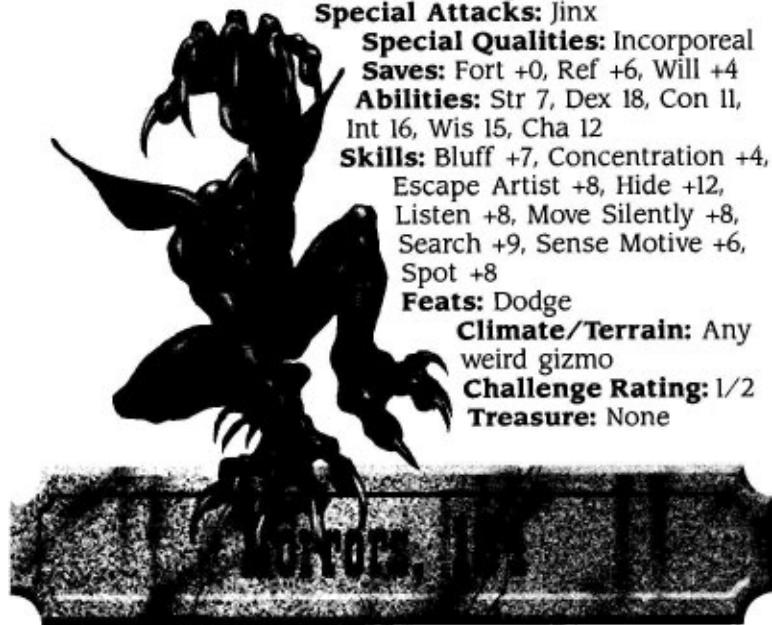 Special Attacks: Jinx
Special Qualities: Incorporeal
Saves: Fort +0, Ref +6, Will +4
Abilities: Str 7, Dex 18, Con 11,
Int 16, Wis 15, Cha 12
Skills: Bluff +7, Concentration +4,
Escape Artist +8, Hide +12,
Listen +8, Move Silently +8,
Search +9, Sense Motive +6,
Spot +8
Feats: Dodge
Climate/Terrain: Any
weird gizmo
Challenge Rating: 1/2
Treasure: None
Horrors,